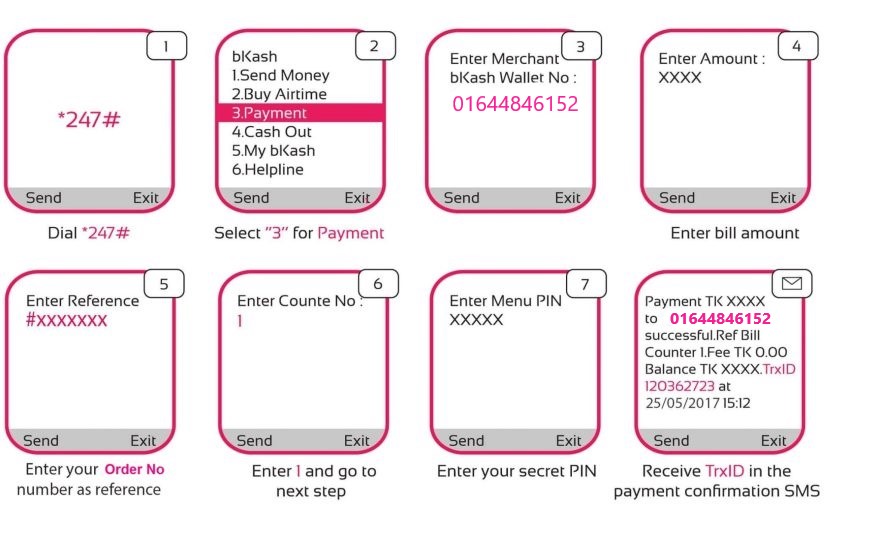 1
*247#
Send Exit
Dial *247#
2
bKash
1.Send Money
2.Buy Airtime
3.Payment
4.Cash Out
5.My bKash
6.Helpline
Send Exit
Select "3" for Payment
3
Enter Merchant
bKash Wallet No :
01644846152
Send Exit
4
Enter Amount :
XXXX
Send Exit
Enter bill amount
5
Enter Reference
#XXXXXXX
Send Exit
Enter your Order No
number as reference
6
Enter Counte No :
1
Send Exit
Enter 1 and go to
next step
7
Enter Menu PIN
XXXXX
Send Exit
Enter your secret PIN
Payment TK XXXX
to 01644846152
successful.Ref Bill
Counter 1.Fee TK 0.00
Balance TK XXXX.TrxID
120362723 at
25/05/2017 15:12
Send Exit
Receive TrxID in the
payment confirmation SMS